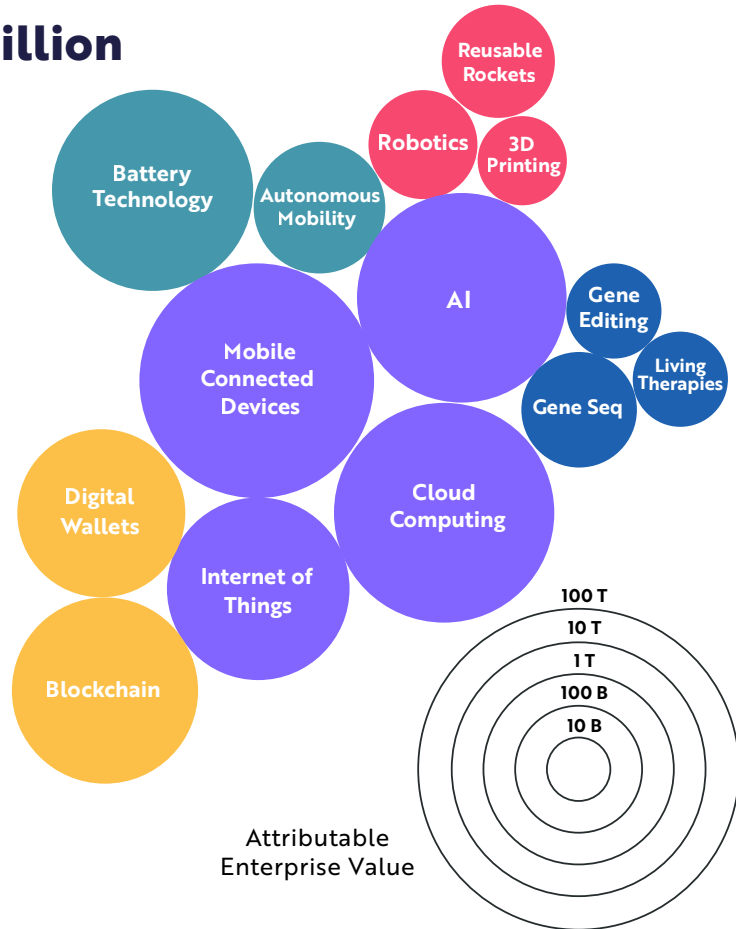 illion
Reusable
Rockets
Robotics
3D
Printing
Battery
Technology
Autonomous
Mobility
AI
Gene
Editing
Living
Therapies
Gene Seq
Mobile
Connected
Devices
Cloud
Computing
Digital
Wallets
Internet of
Things
Blockchain
100 T
10 T
1 T
100 B
10 B
Attributable
Enterprise Value